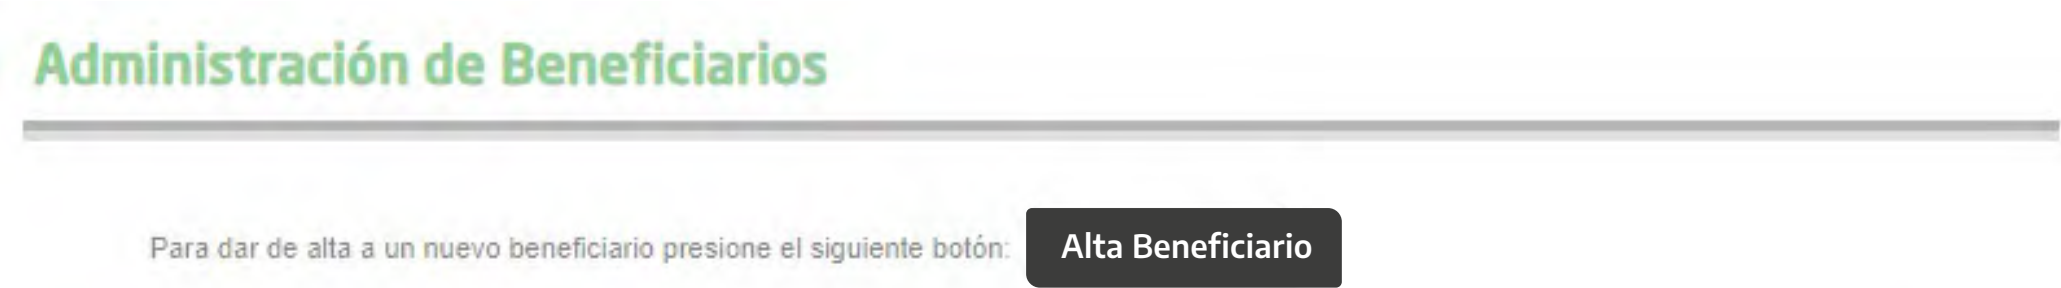 Administración de Beneficiarios
Para dar de alta a un nuevo beneficiario presione el siguiente botón: Alta Beneficiario